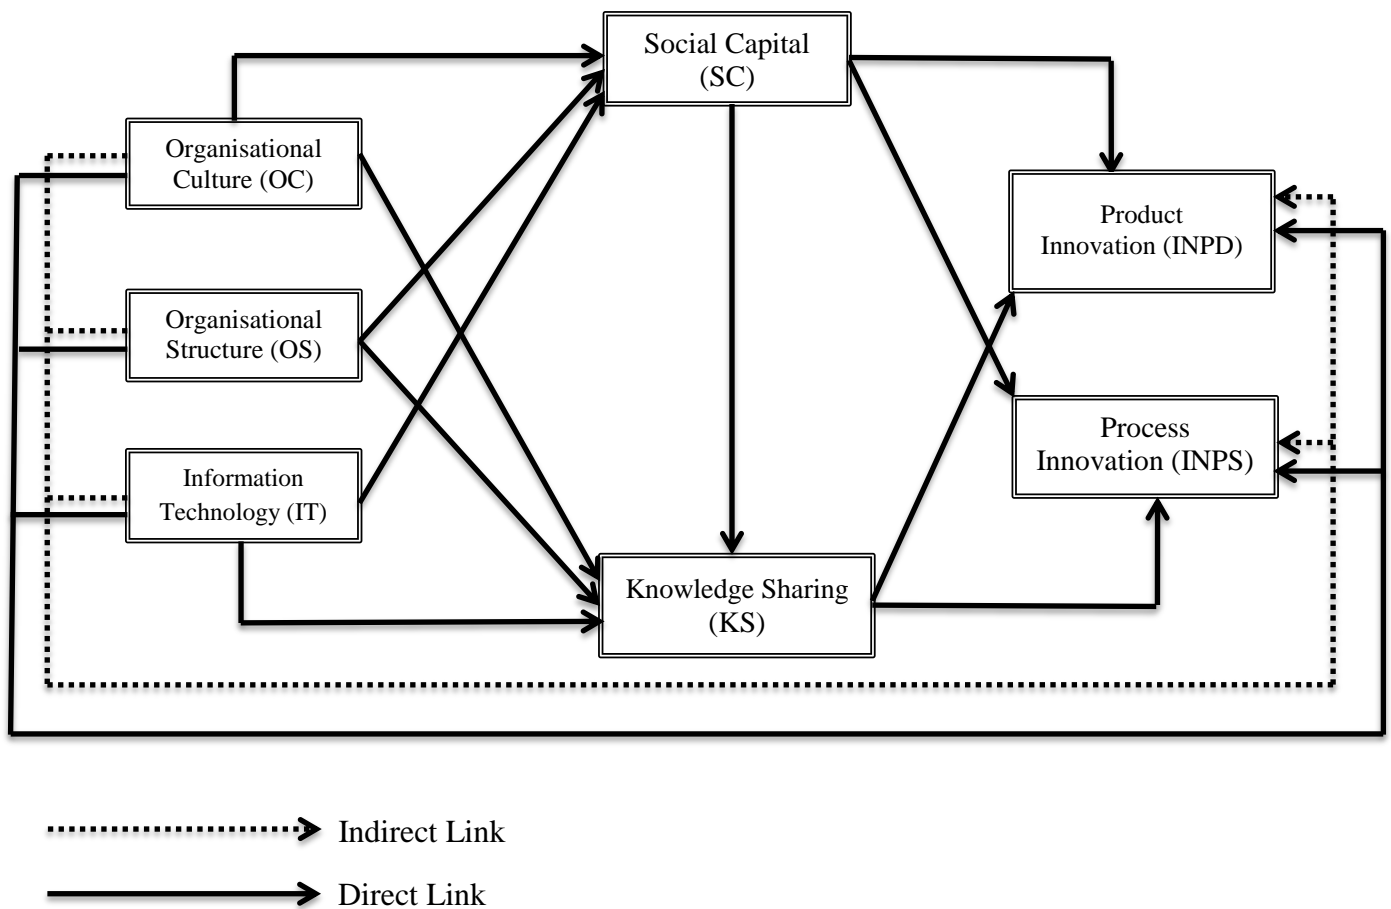 Social Capital
(SC)
Organisational
Culture (OC)
Product
Innovation (INPD)
Organisational
Structure (OS)
Process
Innovation (INPS)
Information
Technology (IT)
Knowledge Sharing
(KS)
Indirect Link
Direct Link